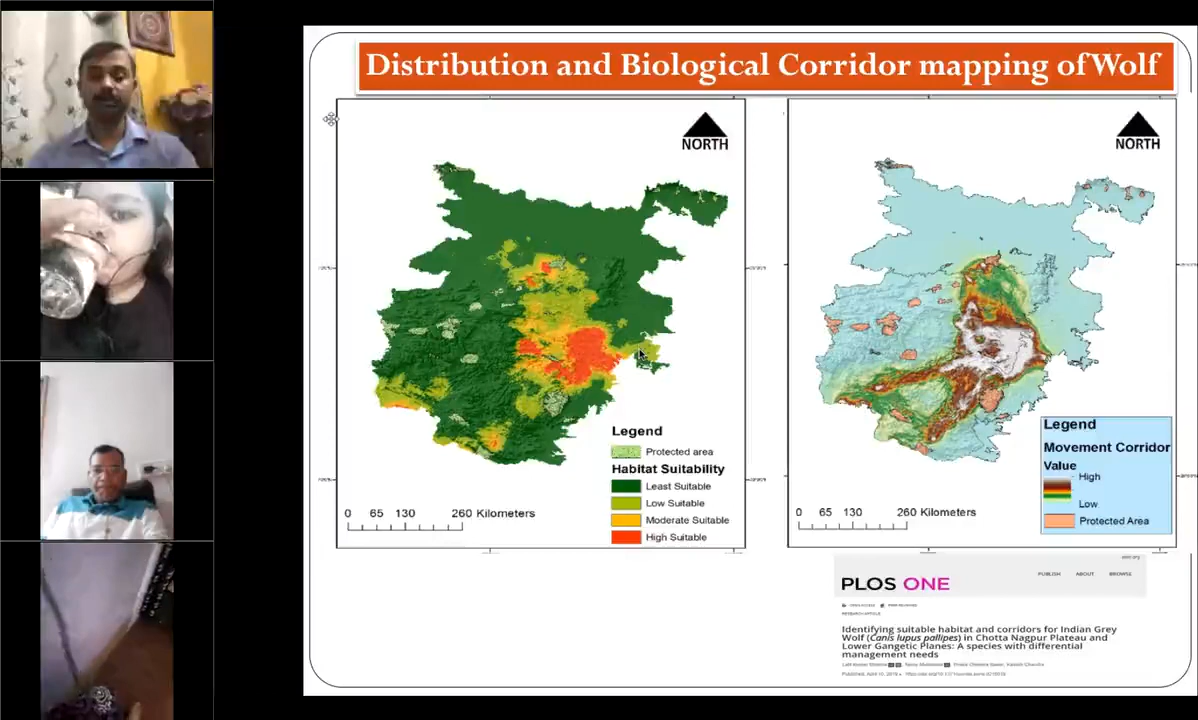 Distribution and Biological Corridor mapping of Wolf
NORTH
Legend
Protected area
Habitat Suitability
Least Suitable
Low Suitable
Moderate Suitable
High Suitable
0 65 130 260 Kilometers
NORTH
Legend
Movement Corridor
Value
High
Low
Protected Area
0 65 130 260 Kilometers
PLOS ONE
PUBLISH ABOUT BROWSE
RESEARCH ARTICLE
Identifying suitable habitat and corridors for Indian Grey
Wolf (Canis lupus pallipes) in Chotta Nagpur Plateau and
Lower Gangetic Planes: A species with differential
management needs